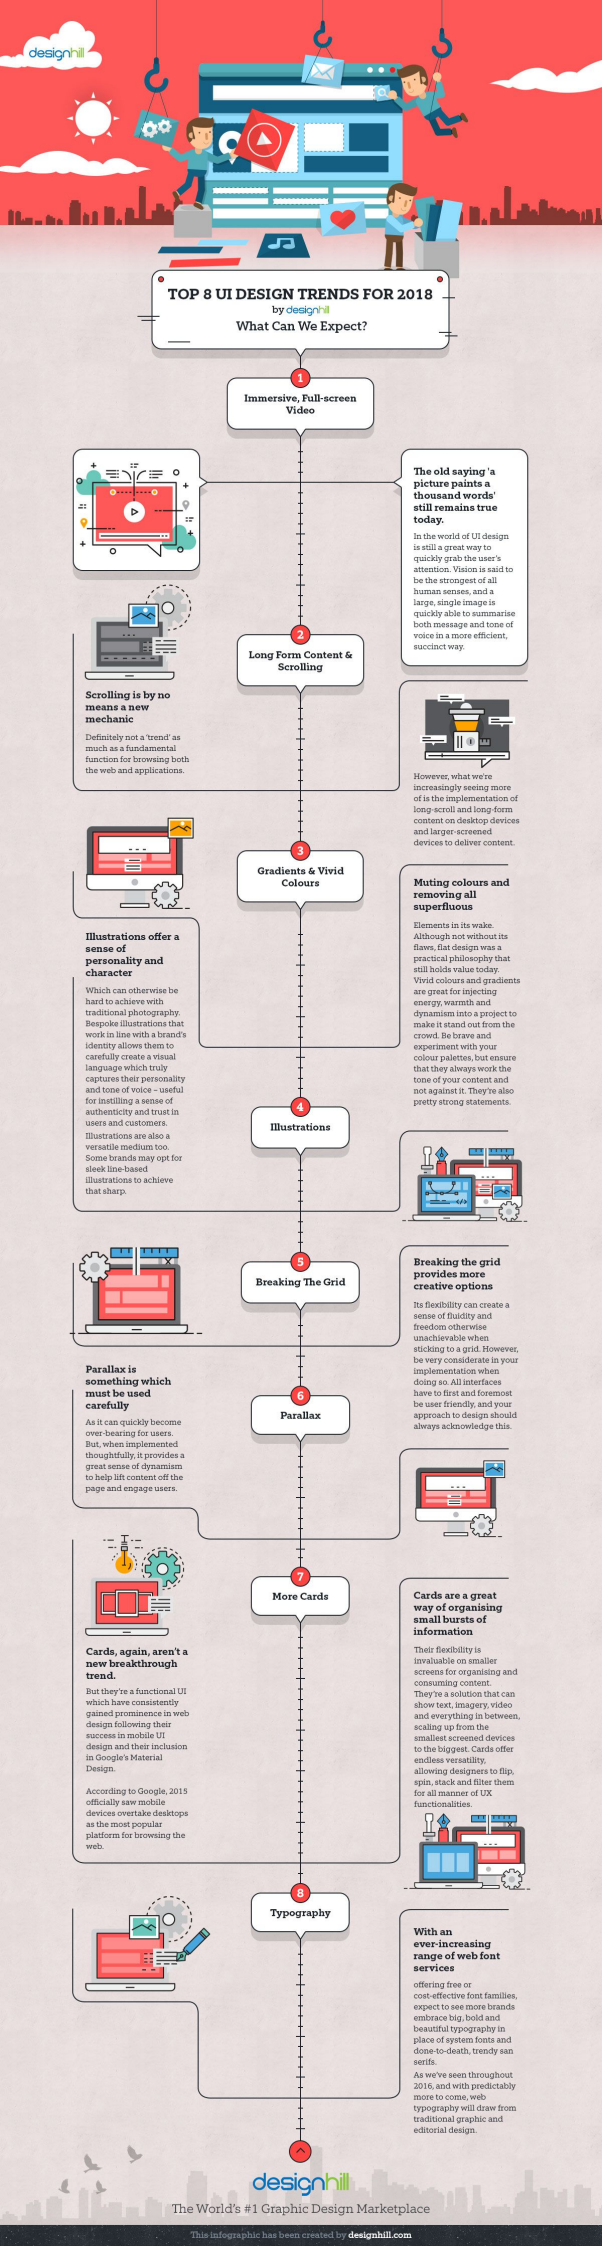 designhill
TOP 8 UI DESIGN TRENDS FOR 2018
by designhill
What Can We Expect?
1
Immersive, Full-screen
Video
The old saying 'a
picture paints a
thousand words'
still remains true
today.
In the world of UI design
is still a great way to
quickly grab the user's
attention. Vision is said to
be the strongest of all
human senses, and a
large, single image is
quickly able to summarise
both message and tone of
voice in a more efficient,
succinct way.
2
Long Form Content &
Scrolling
Scrolling is by no
means a new
mechanic
Definitely not a 'trend' as
much as a fundamental
function for browsing both
the web and applications.
However, what we're
increasingly seeing more
of is the implementation of
long-scroll and long-form
content on desktop devices
and larger-screened
devices to deliver content.
3
Gradients & Vivid
Colours
Muting colours and
removing all
superfluous
Elements in its wake.
Although not without its
flaws, flat design was a
practical philosophy that
still holds value today.
Vivid colours and gradients
are great for injecting
energy, warmth and
dynamism into a project to
make it stand out from the
crowd. Be brave and
experiment with your
colour palettes, but ensure
that they always work the
tone of your content and
not against it. They're also
pretty strong statements.
Illustrations offer a
sense of
personality and
character
Which can otherwise be
hard to achieve with
traditional photography.
Bespoke illustrations that
work in line with a brand's
identity allows them to
carefully create a visual
language which truly
captures their personality
and tone of voice – useful
for instilling a sense of
authenticity and trust in
users and customers.
Illustrations are also a
versatile medium too.
Some brands may opt for
sleek line-based
illustrations to achieve
that sharp.
4
Illustrations
5
Breaking The Grid
Breaking the grid
provides more
creative options
Its flexibility can create a
sense of fluidity and
freedom otherwise
unachievable when
sticking to a grid. However,
be very considerate in your
implementation when
doing so. All interfaces
have to first and foremost
be user friendly, and your
approach to design should
always acknowledge this.
Parallax is
something which
must be used
carefully
As it can quickly become
over-bearing for users.
But, when implemented
thoughtfully, it provides a
great sense of dynamism
to help lift content off the
page and engage users.
6
Parallax
7
More Cards
Cards, again, aren't a
new breakthrough
trend.
But they're a functional UI
which have consistently
gained prominence in web
design following their
success in mobile UI
design and their inclusion
in Google's Material
Design.
According to Google, 2015
officially saw mobile
devices overtake desktops
as the most popular
platform for browsing the
web.
Cards are a great
way of organising
small bursts of
information
Their flexibility is
invaluable on smaller
screens for organising and
consuming content.
They're a solution that can
show text, imagery, video
and everything in between,
scaling up from the
smallest screened devices
to the biggest. Cards offer
endless versatility,
allowing designers to flip,
spin, stack and filter them
for all manner of UX
functionalities.
8
Typography
With an
ever-increasing
range of web font
services
offering free or
cost-effective font families,
expect to see more brands
embrace big, bold and
beautiful typography in
place of system fonts and
done-to-death, trendy san
serifs.
As we've seen throughout
2016, and with predictably
more to come, web
typography will draw from
traditional graphic and
editorial design.
designhill
The World's #1 Graphic Design Marketplace
This infographic has been created by designhill.com